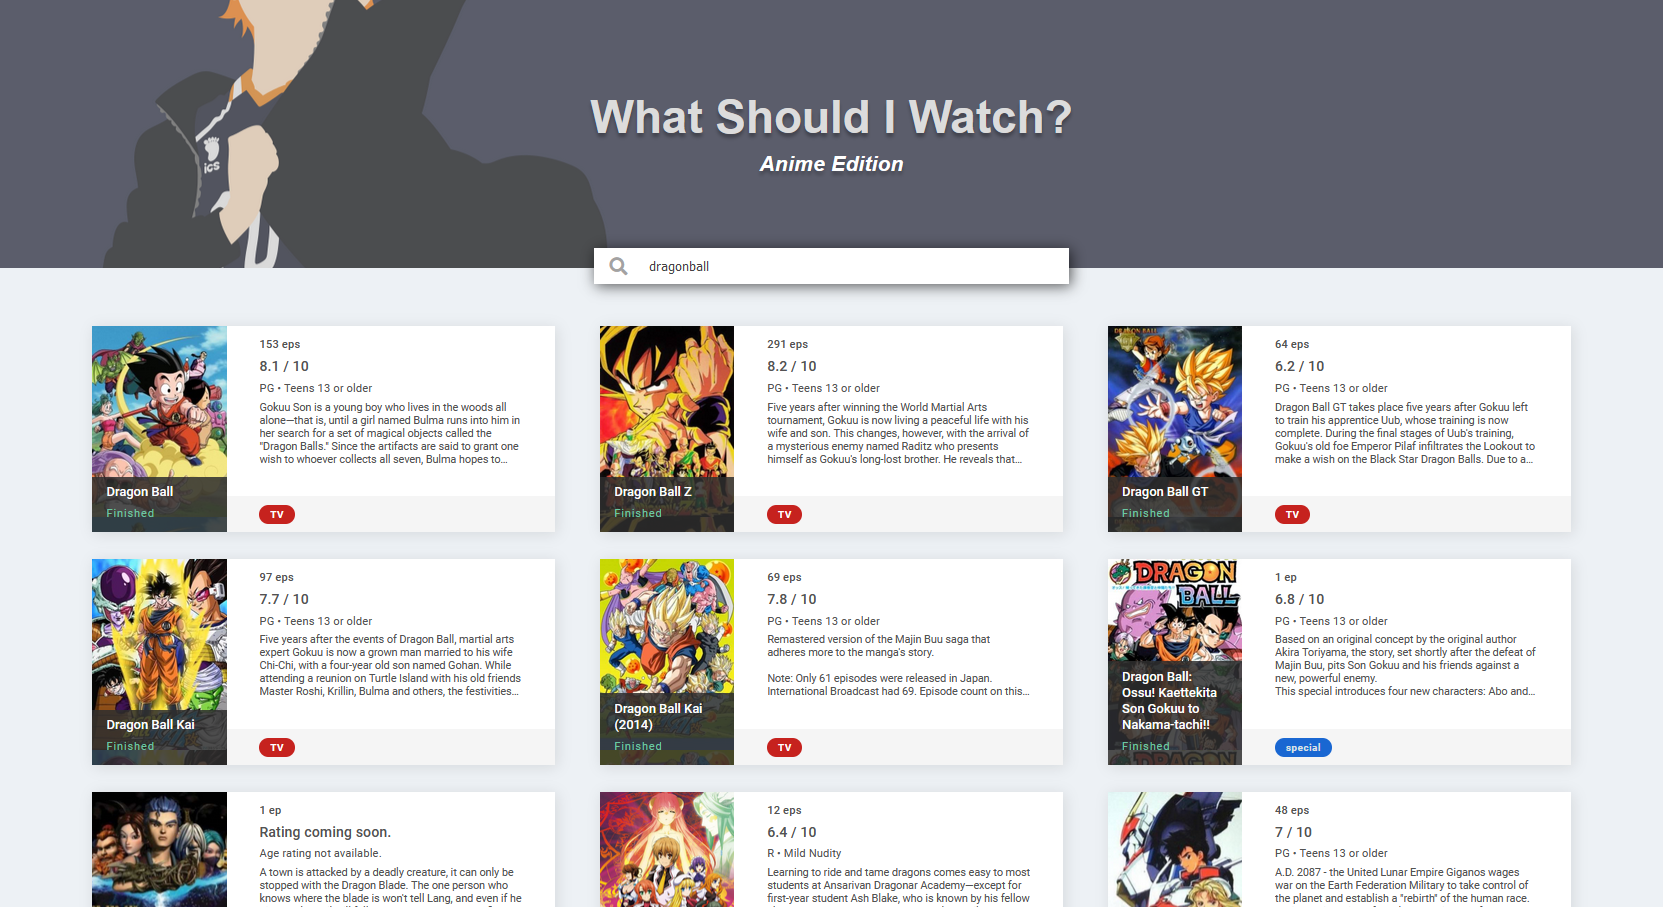 iGS
What Should I Watch?
Anime Edition
dragonball
153 eps
8.1 / 10
PG • Teens 13 or older
Gokuu Son is a young boy who lives in the woods all
alone—that is, until a girl named Bulma runs into him in
her search for a set of magical objects called the
"Dragon Balls." Since the artifacts are said to grant one
wish to whoever collects all seven, Bulma hopes to...
Dragon Ball
Finished
TV
291 eps
8.2 / 10
PG • Teens 13 or older
Five years after winning the World Martial Arts
tournament, Gokuu is now living a peaceful life with his
wife and son. This changes, however, with the arrival of
a mysterious enemy named Raditz who presents
himself as Gokuu's long-lost brother. He reveals that...
Dragon Ball Z
Finished
TV
DRAGON BALL
64 eps
6.2 / 10
PG • Teens 13 or older
Dragon Ball GT takes place five years after Gokuu left
to train his apprentice Uub, whose training is now
complete. During the final stages of Uub's training,
Gokuu's old foe Emperor Pilaf infiltrates the Lookout to
make a wish on the Black Star Dragon Balls. Due to a...
Dragon Ball GT
Finished
TV
97 eps
7.7 / 10
PG • Teens 13 or older
Five years after the events of Dragon Ball, martial arts
expert Gokuu is now a grown man married to his wife
Chi-Chi, with a four-year old son named Gohan. While
attending a reunion on Turtle Island with his old friends
Master Roshi, Krillin, Bulma and others, the festivities...
Dragon Ball Kai
Finished
TV
69 eps
7.8 / 10
PG • Teens 13 or older
Remastered version of the Majin Buu saga that
adheres more to the manga's story.
Note: Only 61 episodes were released in Japan.
International Broadcast had 69. Episode count on this...
Dragon Ball Kai
(2014)
Finished
TV
DRAGON
BALL
1 ep
6.8 / 10
PG • Teens 13 or older
Based on an original concept by the original author
Akira Toriyama, the story, set shortly after the defeat of
Majin Buu, pits Son Gokuu and his friends against a
new, powerful enemy.
This special introduces four new characters: Abo and...
Dragon Ball:
Ossu! Kaettekita
Son Gokuu to
Nakama-tachi!!
Finished
special
1 ep
Rating coming soon.
Age rating not available.
A town is attacked by a deadly creature, it can only be
stopped with the Dragon Blade. The one person who
knows where the blade is won't tell Lang, and even if he
12 eps
6.4 / 10
R • Mild Nudity
Learning to ride and tame dragons comes easy to most
students at Ansarivan Dragonar Academy—except for
first-year student Ash Blake, who is known by his fellow
48 eps
7 / 10
PG • Teens 13 or older
A.D. 2087 - the United Lunar Empire Giganos wages
war on the Earth Federation Military to take control of
the planet and establish a "rebirth" of the human race.